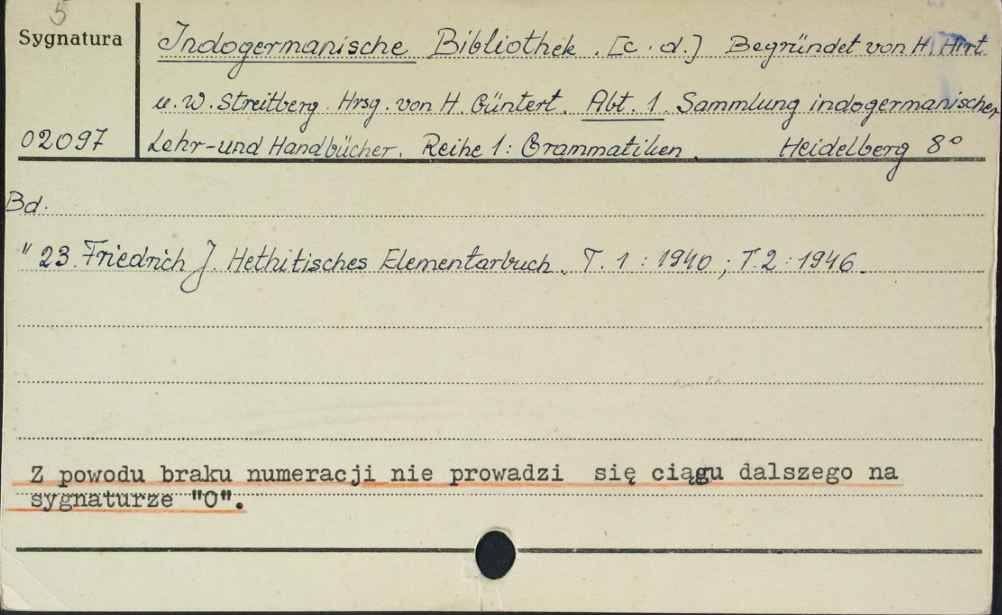 5
Sygnatura
Indogermanische Bibliothek. [c. d.] Begründet von H. Hirt
u. W. Streitberg. Hrsg. von H. Güntert. Abt. 1. Sammlung indogermanischer
02097
Lehr- und Handbücher. Reihe 1: Grammatiken. Heidelberg 8°
Bd.
" 23. Friedrich J. Hethitisches Elementarbuch. T. 1: 1940; T. 2: 1946.
Z powodu braku numeracji nie prowadzi się ciągu dalszego na
sygnaturze "O".